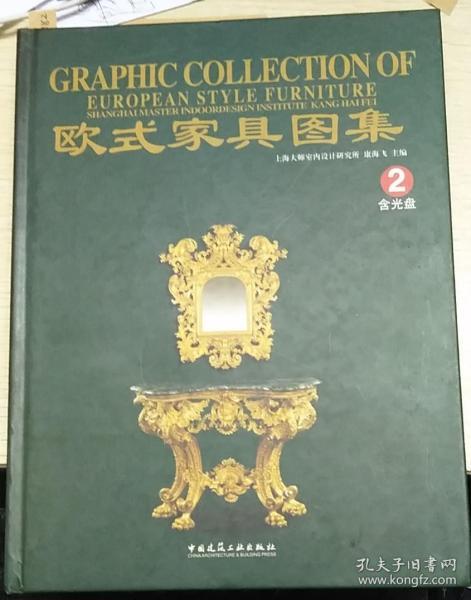 GRAPHIC COLLECTION OF
EUROPEAN STYLE FURNITURE
SHANGHAI MASTER INDOORDESIGN INSTITUTE KANG HAI FEI
欧式家具图集
上海大师室内设计研究所 康海飞 主编
2
含光盘
中国建筑工业出版社
CHINA ARCHITECTURE & BUILDING PRESS
孔夫子旧书网
www.kongfz.com